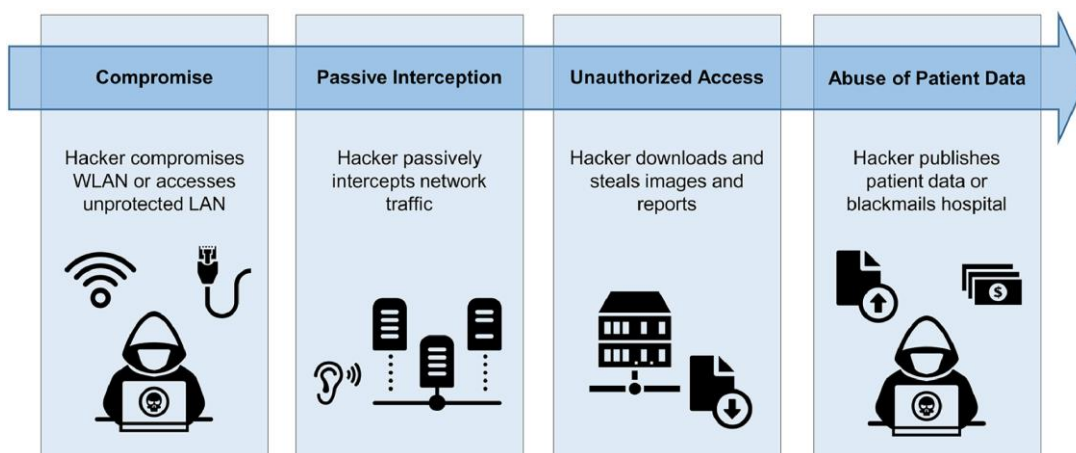 Compromise
Passive Interception
Unauthorized Access
Abuse of Patient Data
Hacker compromises
WLAN or accesses
unprotected LAN
Hacker passively
intercepts network
traffic
Hacker downloads and
steals images and
reports
Hacker publishes
patient data or
blackmails hospital
$